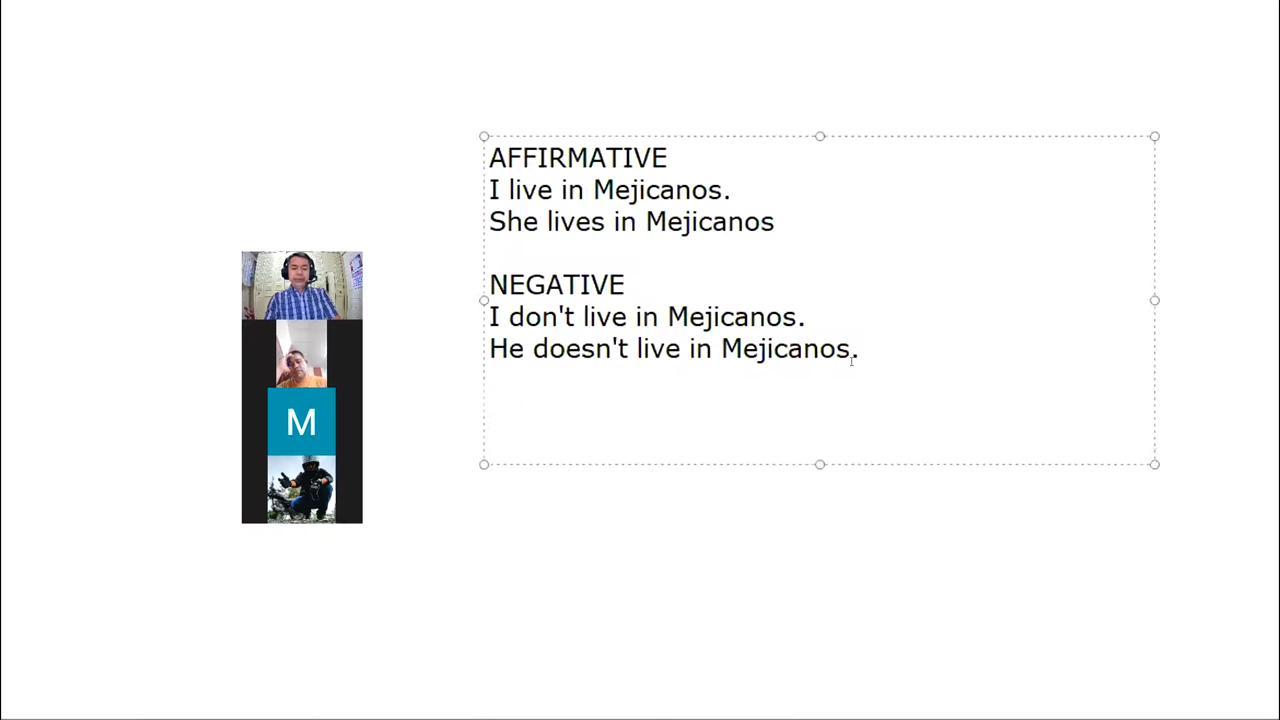 AFFIRMATIVE
I live in Mejicanos.
She lives in Mejicanos
NEGATIVE
I don't live in Mejicanos.
He doesn't live in Mejicanos.
M